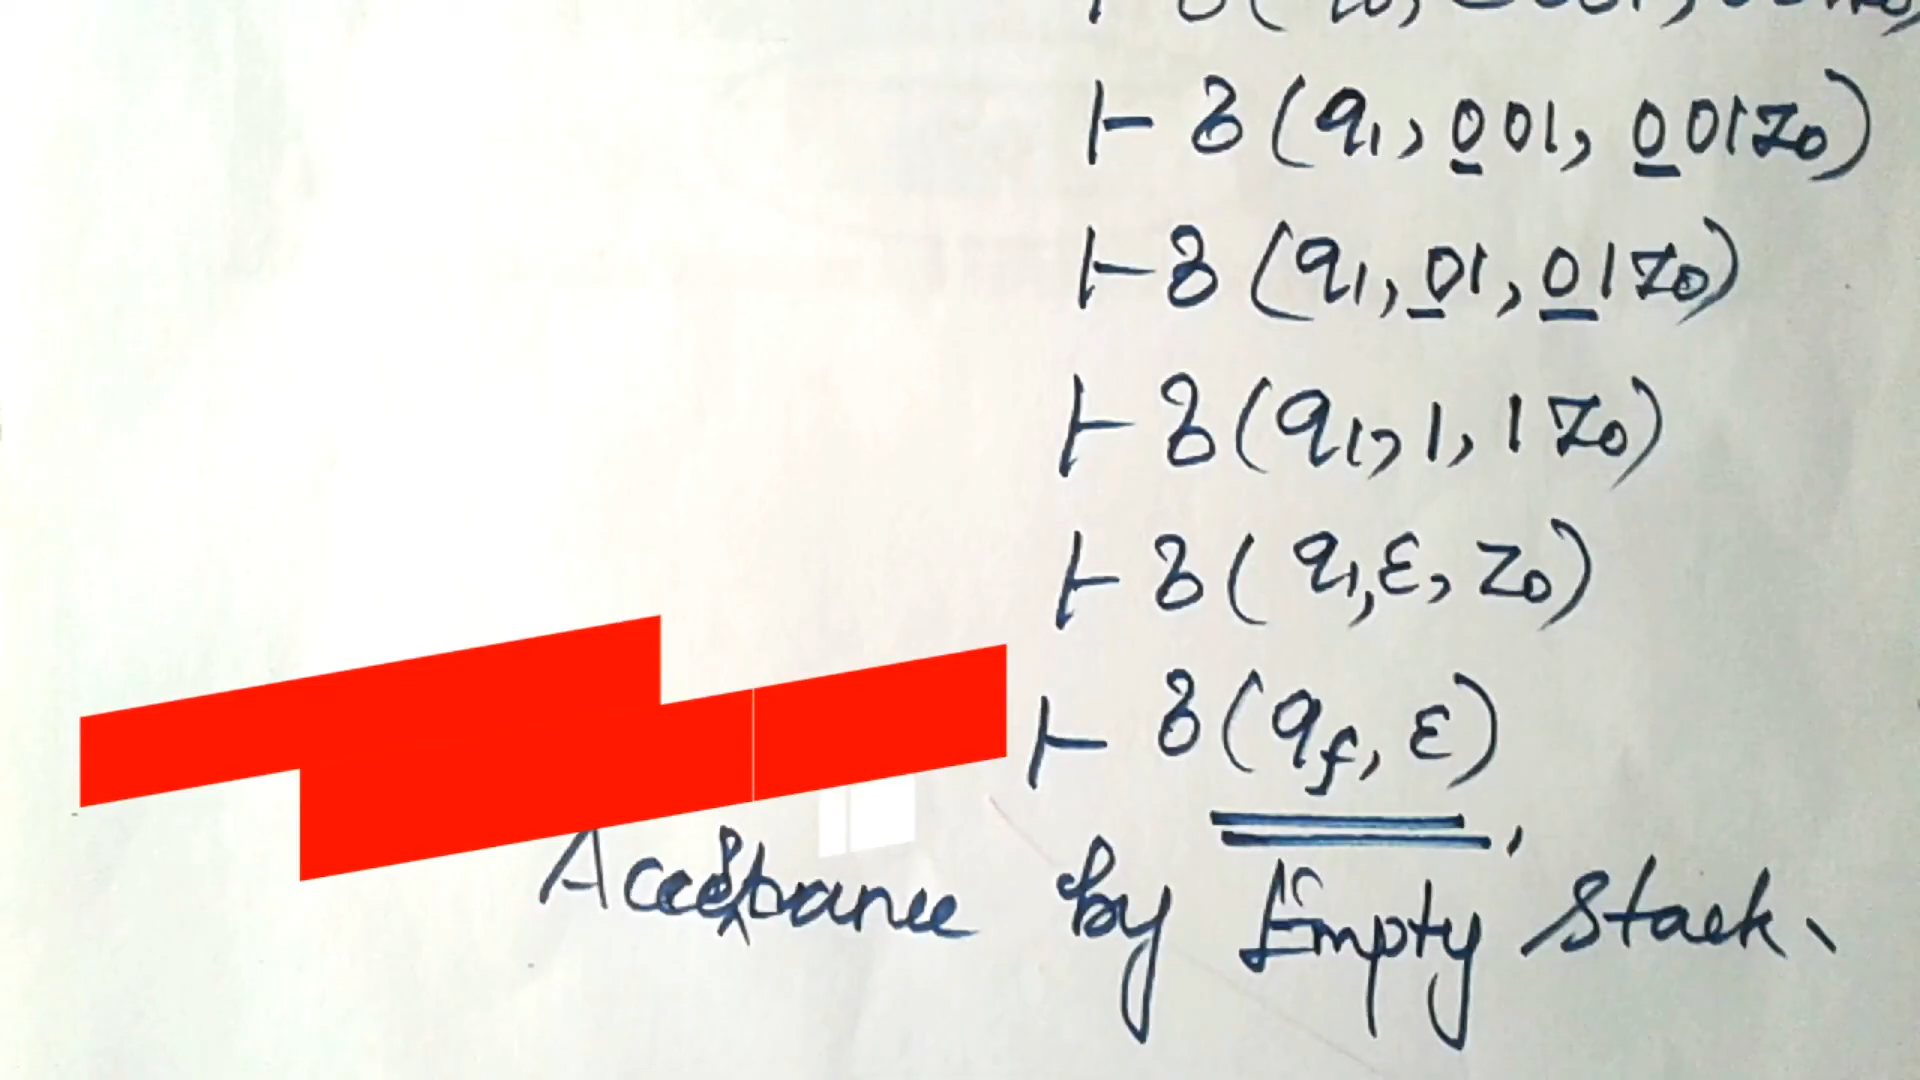 ⊢ δ(q₁, 001, 001Z₀)
⊢ δ(q₁, 01, 01Z₀)
⊢ δ(q₁, 1, 1Z₀)
⊢ δ(q₁, ε, Z₀)
⊢ δ(q_f, ε)
Acceptance by Empty Stack.